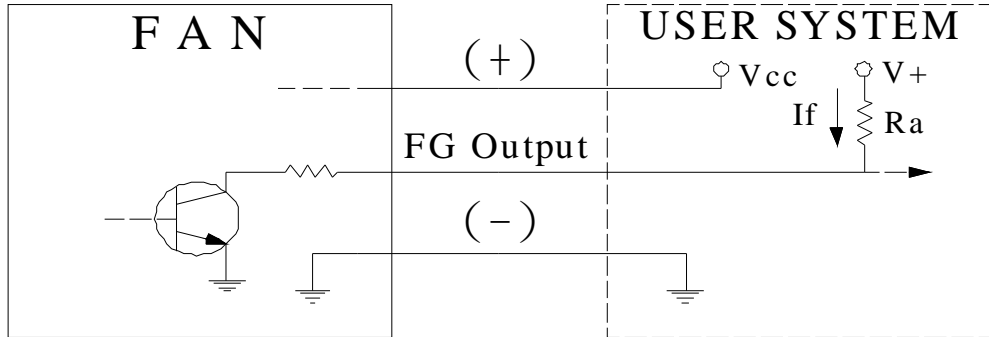 F A N
USER SYSTEM
(+)
Vcc
V+
If
Ra
FG Output
(-)